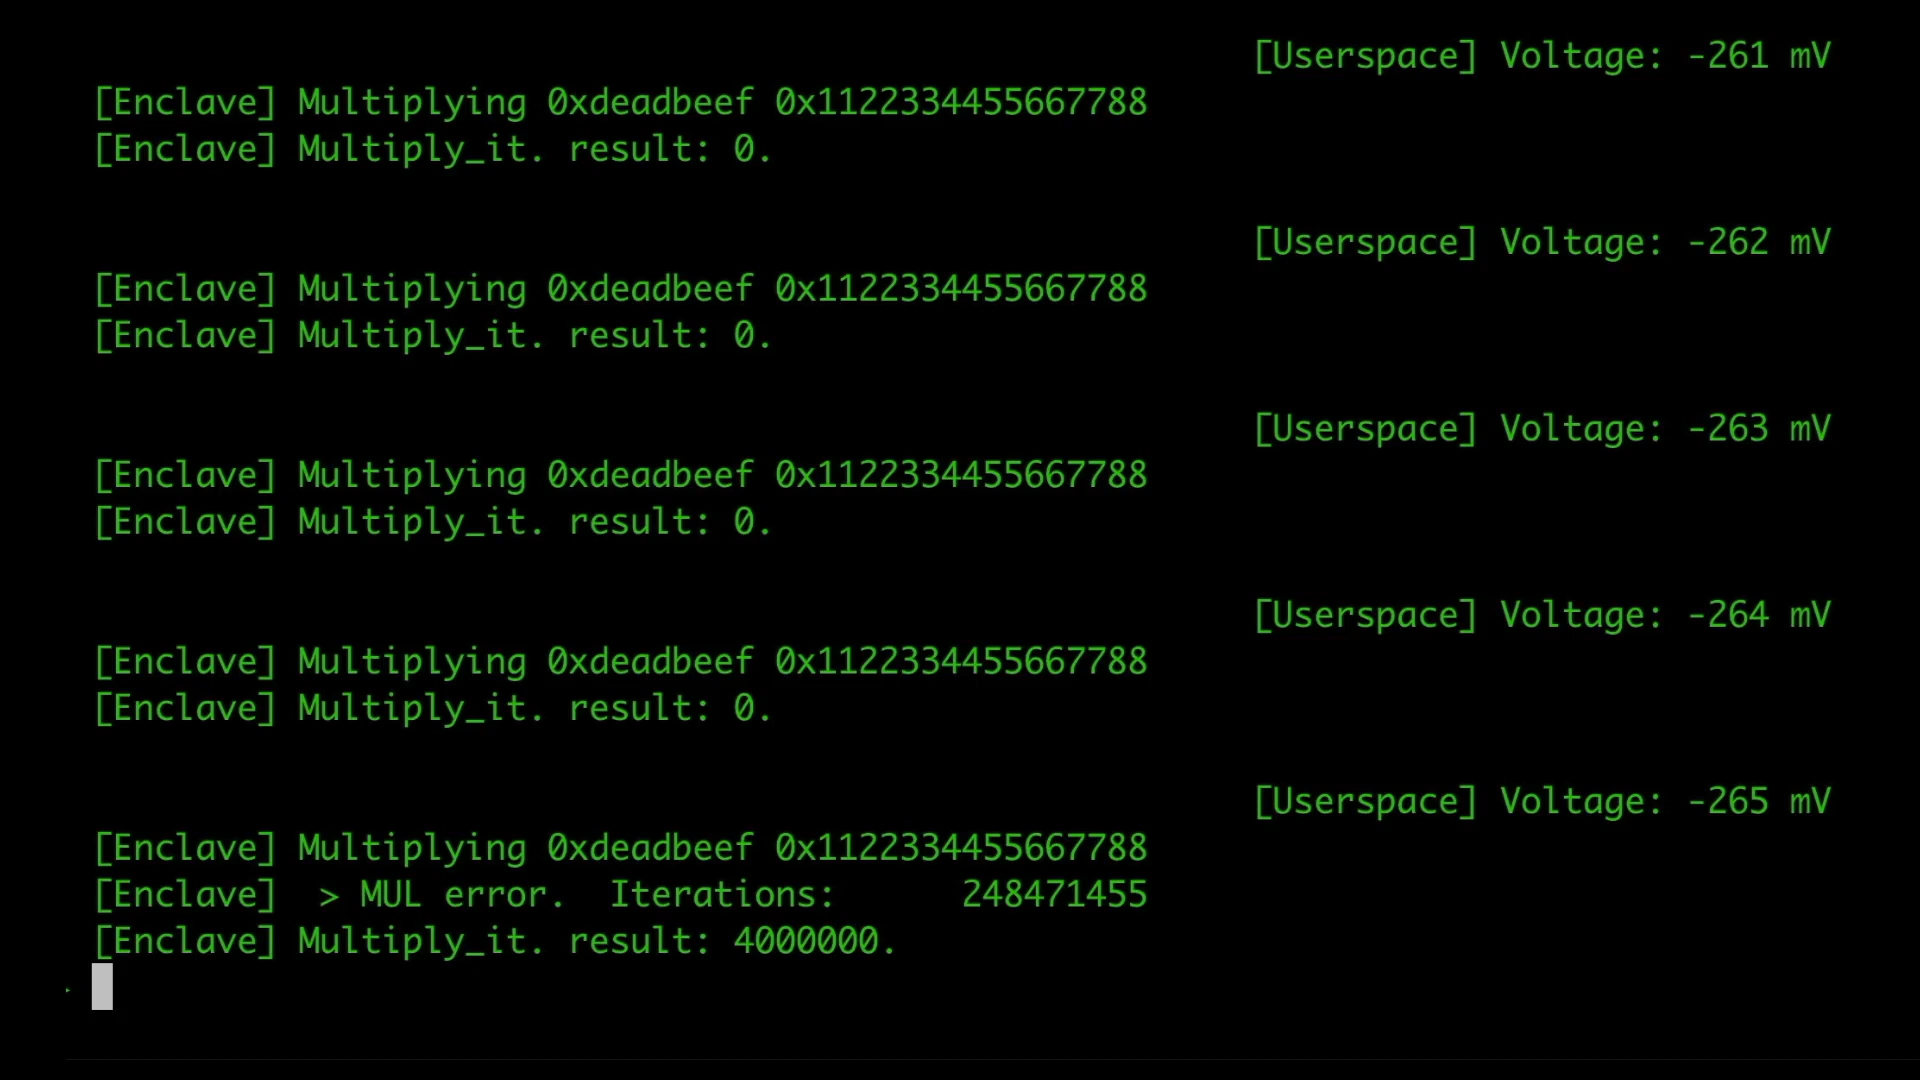 [Userspace] Voltage: -261 mV
[Enclave] Multiplying 0xdeadbeef 0x1122334455667788
[Enclave] Multiply_it. result: 0.
[Userspace] Voltage: -262 mV
[Enclave] Multiplying 0xdeadbeef 0x1122334455667788
[Enclave] Multiply_it. result: 0.
[Userspace] Voltage: -263 mV
[Enclave] Multiplying 0xdeadbeef 0x1122334455667788
[Enclave] Multiply_it. result: 0.
[Userspace] Voltage: -264 mV
[Enclave] Multiplying 0xdeadbeef 0x1122334455667788
[Enclave] Multiply_it. result: 0.
[Userspace] Voltage: -265 mV
[Enclave] Multiplying 0xdeadbeef 0x1122334455667788
[Enclave]  > MUL error.  Iterations:      248471455
[Enclave] Multiply_it. result: 4000000.